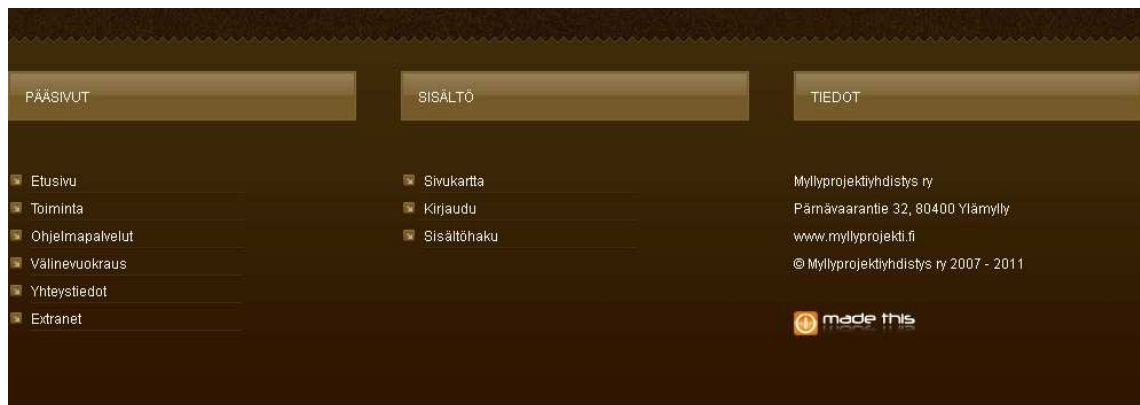 PÄÄSIVUT
Etusivu
Toiminta
Ohjelmapalvelut
Välinevuokraus
Yhteystiedot
Extranet
SISÄLTÖ
Sivukartta
Kirjaudu
Sisältöhaku
TIEDOT
Myllyprojektiyhdistys ry
Pärnävaarantie 32, 80400 Ylämylly
www.myllyprojekti.fi
© Myllyprojektiyhdistys ry 2007 - 2011
made this